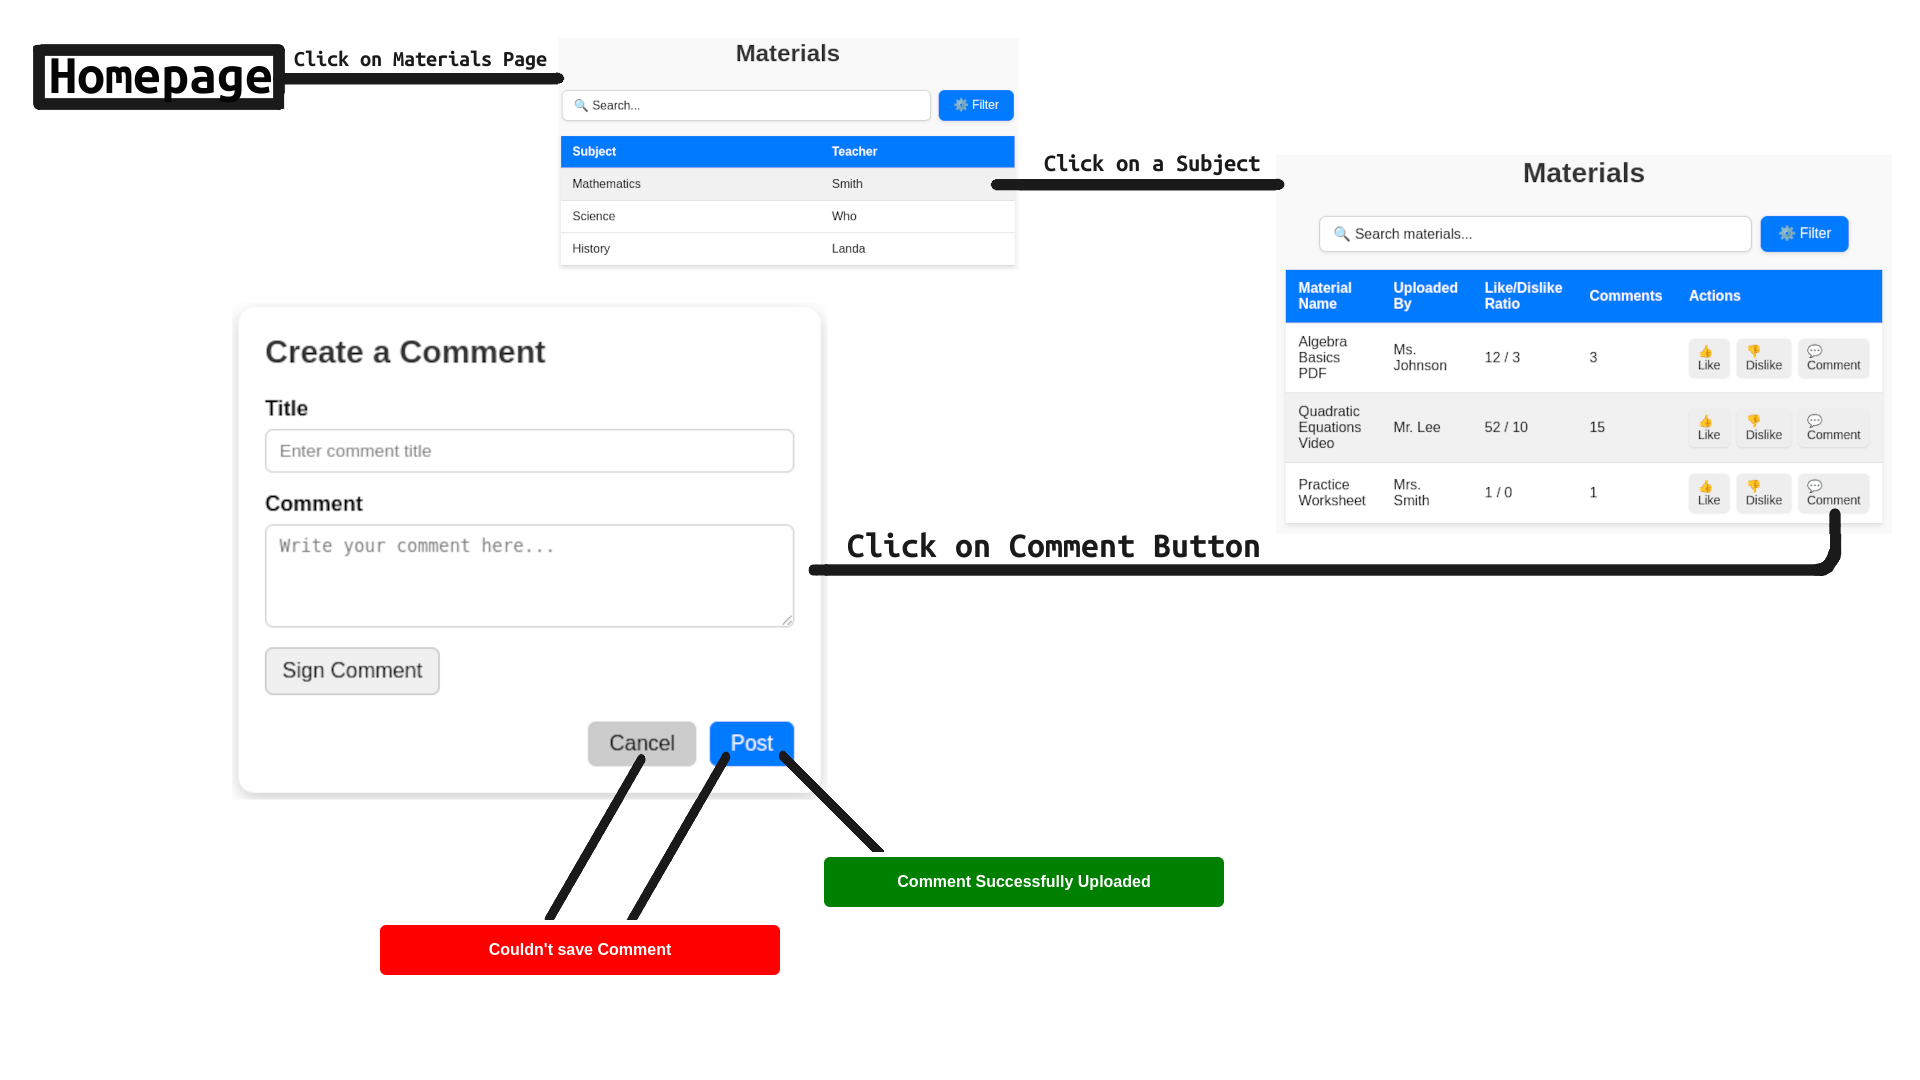 Homepage
Click on Materials Page
Materials
🔍 Search...
⚙️ Filter
Subject Teacher
Mathematics Smith
Science Who
History Landa
Click on a Subject
Materials
🔍 Search materials...
⚙️ Filter
Material Name Uploaded By Like/Dislike Ratio Comments Actions
Algebra Basics PDF Ms. Johnson 12 / 3 3 👍 Like 👎 Dislike 💬 Comment
Quadratic Equations Video Mr. Lee 52 / 10 15 👍 Like 👎 Dislike 💬 Comment
Practice Worksheet Mrs. Smith 1 / 0 1 👍 Like 👎 Dislike 💬 Comment
Click on Comment Button
Create a Comment
Title
Enter comment title
Comment
Write your comment here...
Sign Comment
Cancel Post
Comment Successfully Uploaded
Couldn't save Comment